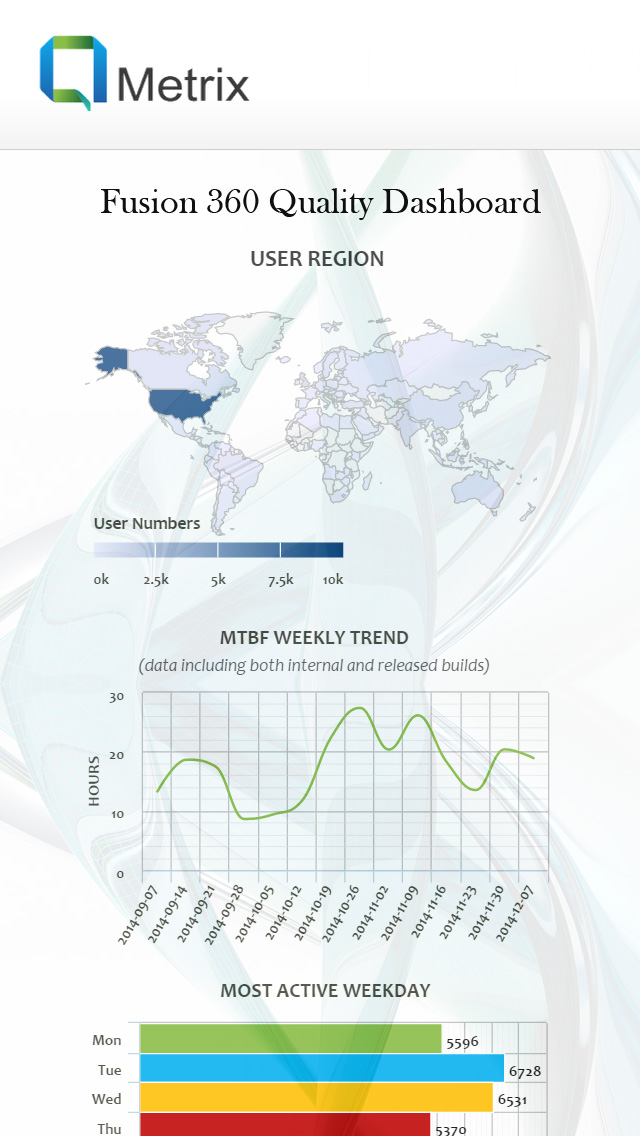 Metrix
Fusion 360 Quality Dashboard
USER REGION
User Numbers
0k 2.5k 5k 7.5k 10k
MTBF WEEKLY TREND
(data including both internal and released builds)
30
20
10
0
HOURS
2014-09-07
2014-09-14
2014-09-21
2014-09-28
2014-10-05
2014-10-12
2014-10-19
2014-10-26
2014-11-02
2014-11-09
2014-11-16
2014-11-23
2014-11-30
2014-12-07
MOST ACTIVE WEEKDAY
Mon 5596
Tue 6728
Wed 6531
Thu 5370